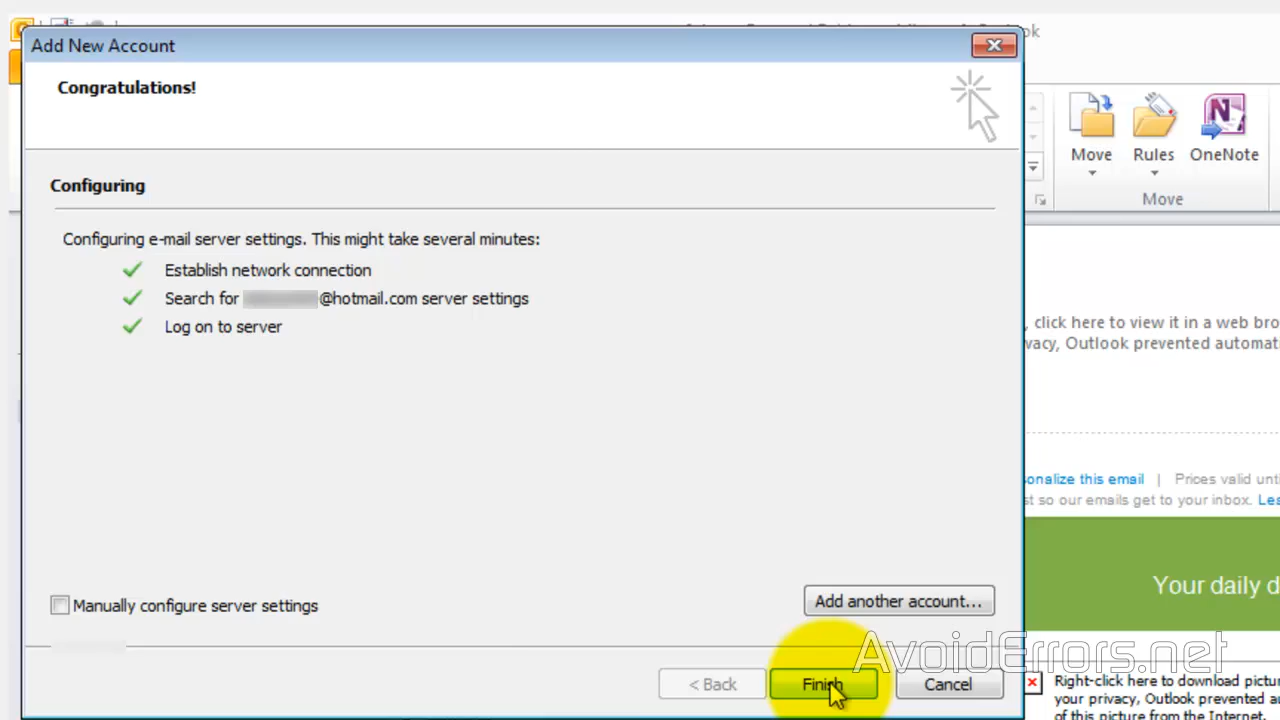 ok
Add New Account
Congratulations!
Configuring
Configuring e-mail server settings. This might take several minutes:
Establish network connection
Search for @hotmail.com server settings
Log on to server
Manually configure server settings
Add another account...
< Back
Finish
Cancel
Move
Rules
OneNote
Move
, click here to view it in a web bro
vacy, Outlook prevented automat
sonalize this email | Prices valid unti
st so our emails get to your inbox. Les
Your daily d
AvoidErrors.net
Right-click here to download pictur
your privacy, Outlook prevented a
of this picture from the Internet.